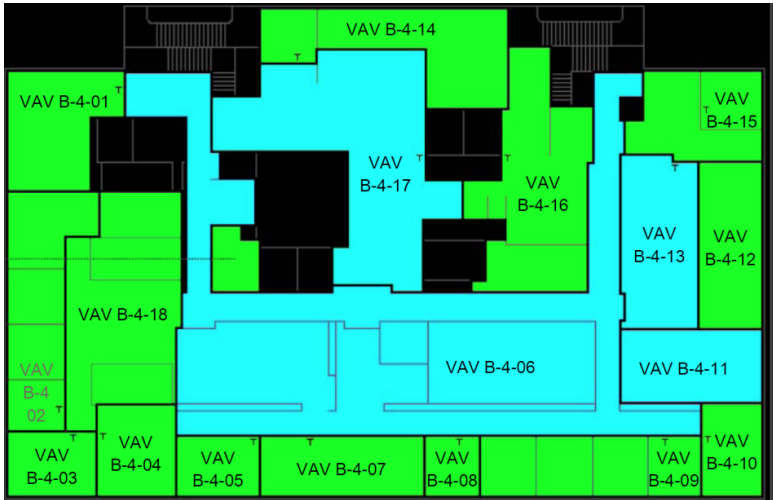 VAV B-4-14
VAV B-4-01
VAV
B-4-15
VAV
B-4-17
VAV
B-4-16
VAV
B-4-13
VAV
B-4-12
VAV B-4-18
VAV
B-4
02
VAV B-4-06
VAV B-4-11
VAV
B-4-03
VAV
B-4-04
VAV
B-4-05
VAV B-4-07
VAV
B-4-08
VAV
B-4-09
VAV
B-4-10